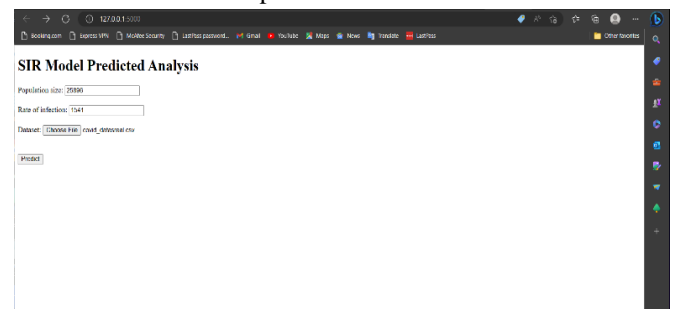 127.0.0.1:5000
Booking.com Express VPN McAfee Security LastPass password... Gmail YouTube Maps News Translate LastPass Other favorites
SIR Model Predicted Analysis
Population size: 25890
Rate of infection: 1541
Dataset: Choose File
Predict